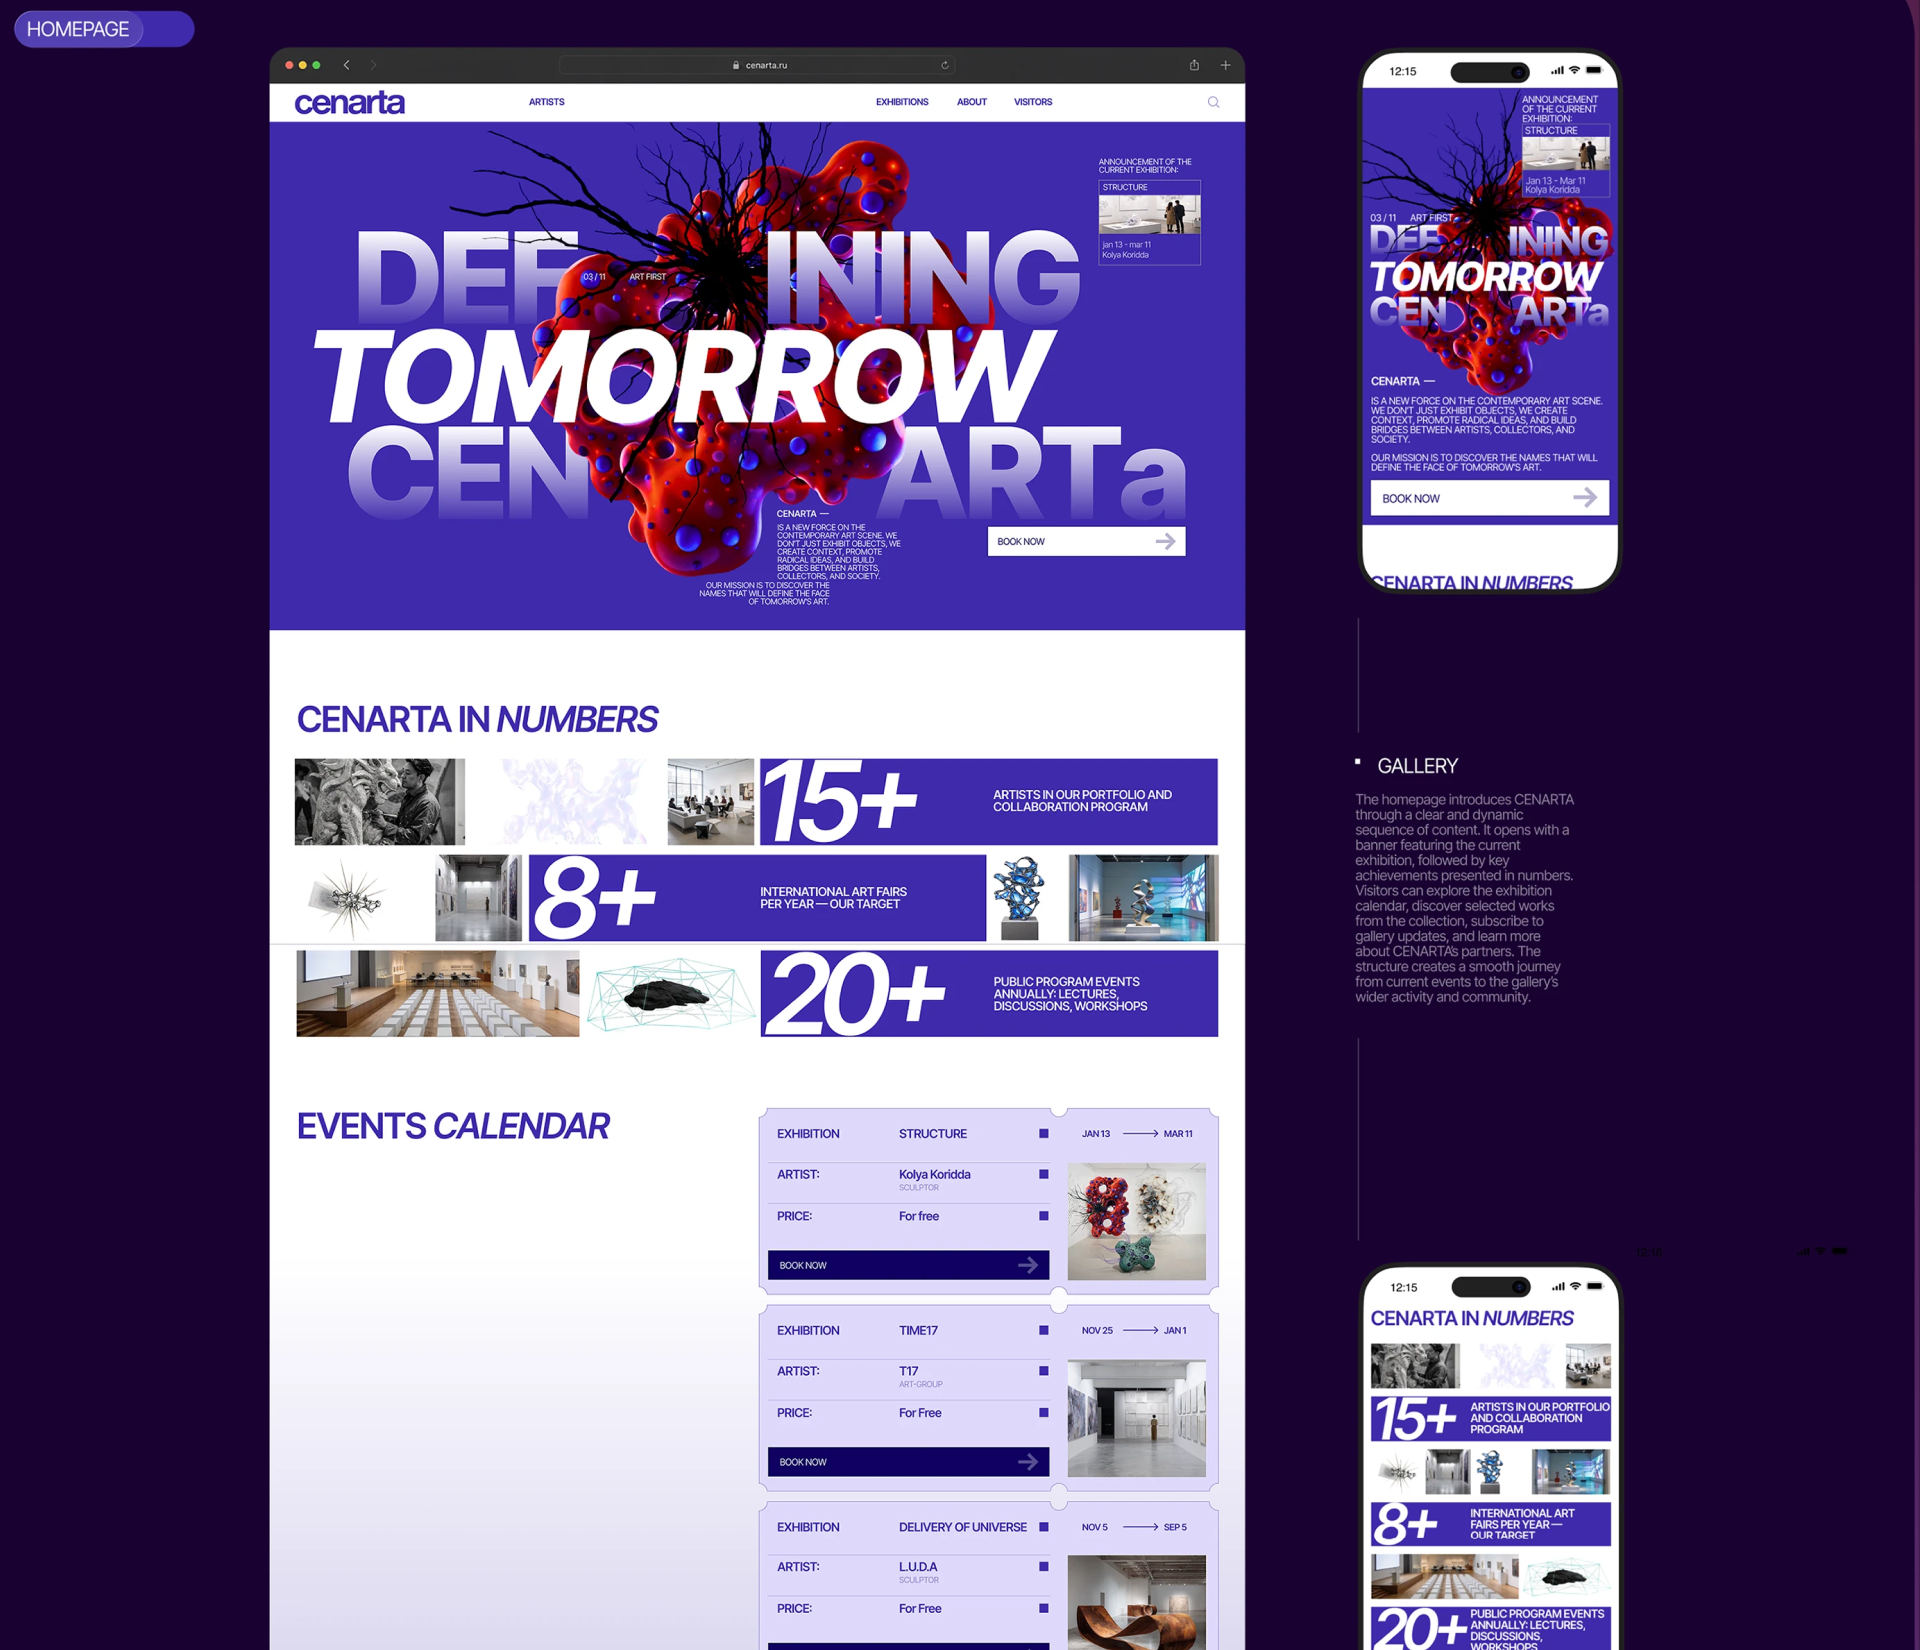 HOMEPAGE
cenarta.ru
cenarta
ARTISTS
EXHIBITIONS
ABOUT
VISITORS
ANNOUNCEMENT OF THE
CURRENT EXHIBITION:
STRUCTURE
jan 13 - mar 11
Kolya Koridda
DEF INING
03 / 11 ART FIRST
TOMORROW
CEN ARTa
CENARTA —
IS A NEW FORCE ON THE
CONTEMPORARY ART SCENE. WE
DON'T JUST EXHIBIT OBJECTS, WE
CREATE CONTEXT, PROMOTE
RADICAL IDEAS, AND BUILD
BRIDGES BETWEEN ARTISTS,
COLLECTORS, AND SOCIETY.
OUR MISSION IS TO DISCOVER THE
NAMES THAT WILL DEFINE THE FACE
OF TOMORROW'S ART.
BOOK NOW
CENARTA IN NUMBERS
15+
ARTISTS IN OUR PORTFOLIO AND
COLLABORATION PROGRAM
8+
INTERNATIONAL ART FAIRS
PER YEAR — OUR TARGET
20+
PUBLIC PROGRAM EVENTS
ANNUALLY: LECTURES,
DISCUSSIONS, WORKSHOPS
EVENTS CALENDAR
EXHIBITION STRUCTURE
JAN 13 MAR 11
ARTIST: Kolya Koridda
SCULPTOR
PRICE: For free
BOOK NOW
EXHIBITION TIME17
NOV 25 JAN 1
ARTIST: T17
ART-GROUP
PRICE: For Free
BOOK NOW
EXHIBITION DELIVERY OF UNIVERSE
NOV 5 SEP 5
ARTIST: L.U.D.A
SCULPTOR
PRICE: For Free
12:15
ANNOUNCEMENT
OF THE CURRENT
EXHIBITION:
STRUCTURE
Jan 13 - Mar 11
Kolya Koridda
03 / 11 ART FIRST
DEF INING
TOMORROW
CEN ARTa
CENARTA —
IS A NEW FORCE ON THE CONTEMPORARY ART SCENE.
WE DON'T JUST EXHIBIT OBJECTS, WE CREATE
CONTEXT, PROMOTE RADICAL IDEAS, AND BUILD
BRIDGES BETWEEN ARTISTS, COLLECTORS, AND
SOCIETY.
OUR MISSION IS TO DISCOVER THE NAMES THAT WILL
DEFINE THE FACE OF TOMORROW'S ART.
BOOK NOW
CENARTA IN NUMBERS
GALLERY
The homepage introduces CENARTA
through a clear and dynamic
sequence of content. It opens with a
banner featuring the current
exhibition, followed by key
achievements presented in numbers.
Visitors can explore the exhibition
calendar, discover selected works
from the collection, subscribe to
gallery updates, and learn more
about CENARTA's partners. The
structure creates a smooth journey
from current events to the gallery's
wider activity and community.
12:15
12:15
CENARTA IN NUMBERS
15+
ARTISTS IN OUR PORTFOLIO
AND COLLABORATION
PROGRAM
8+
INTERNATIONAL ART
FAIRS PER YEAR —
OUR TARGET
20+
PUBLIC PROGRAM EVENTS
ANNUALLY: LECTURES,
DISCUSSIONS,
WORKSHOPS